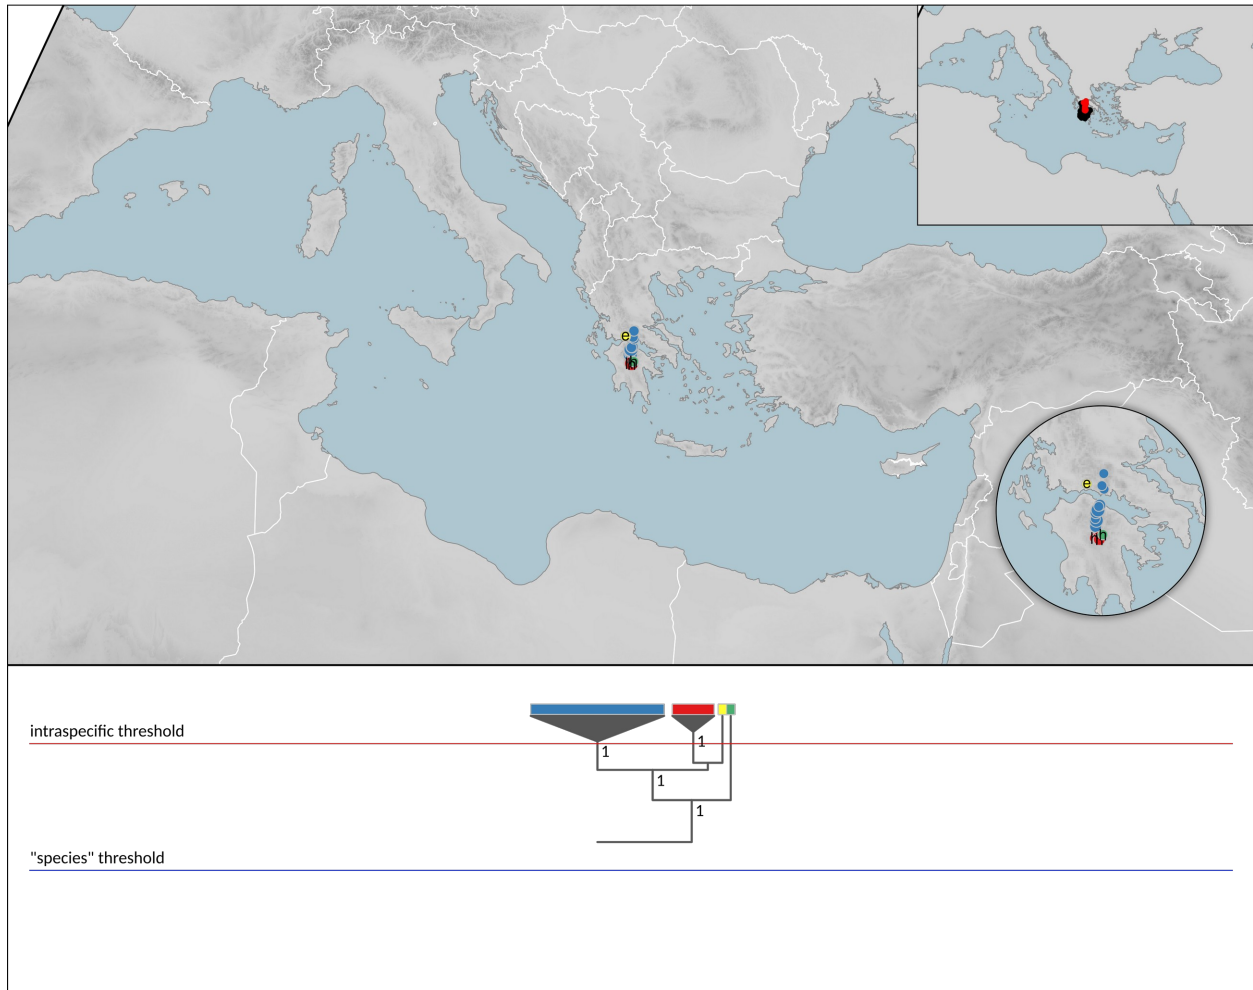 e
h
e
h
h
intraspecific threshold
1
1
1
1
"species" threshold